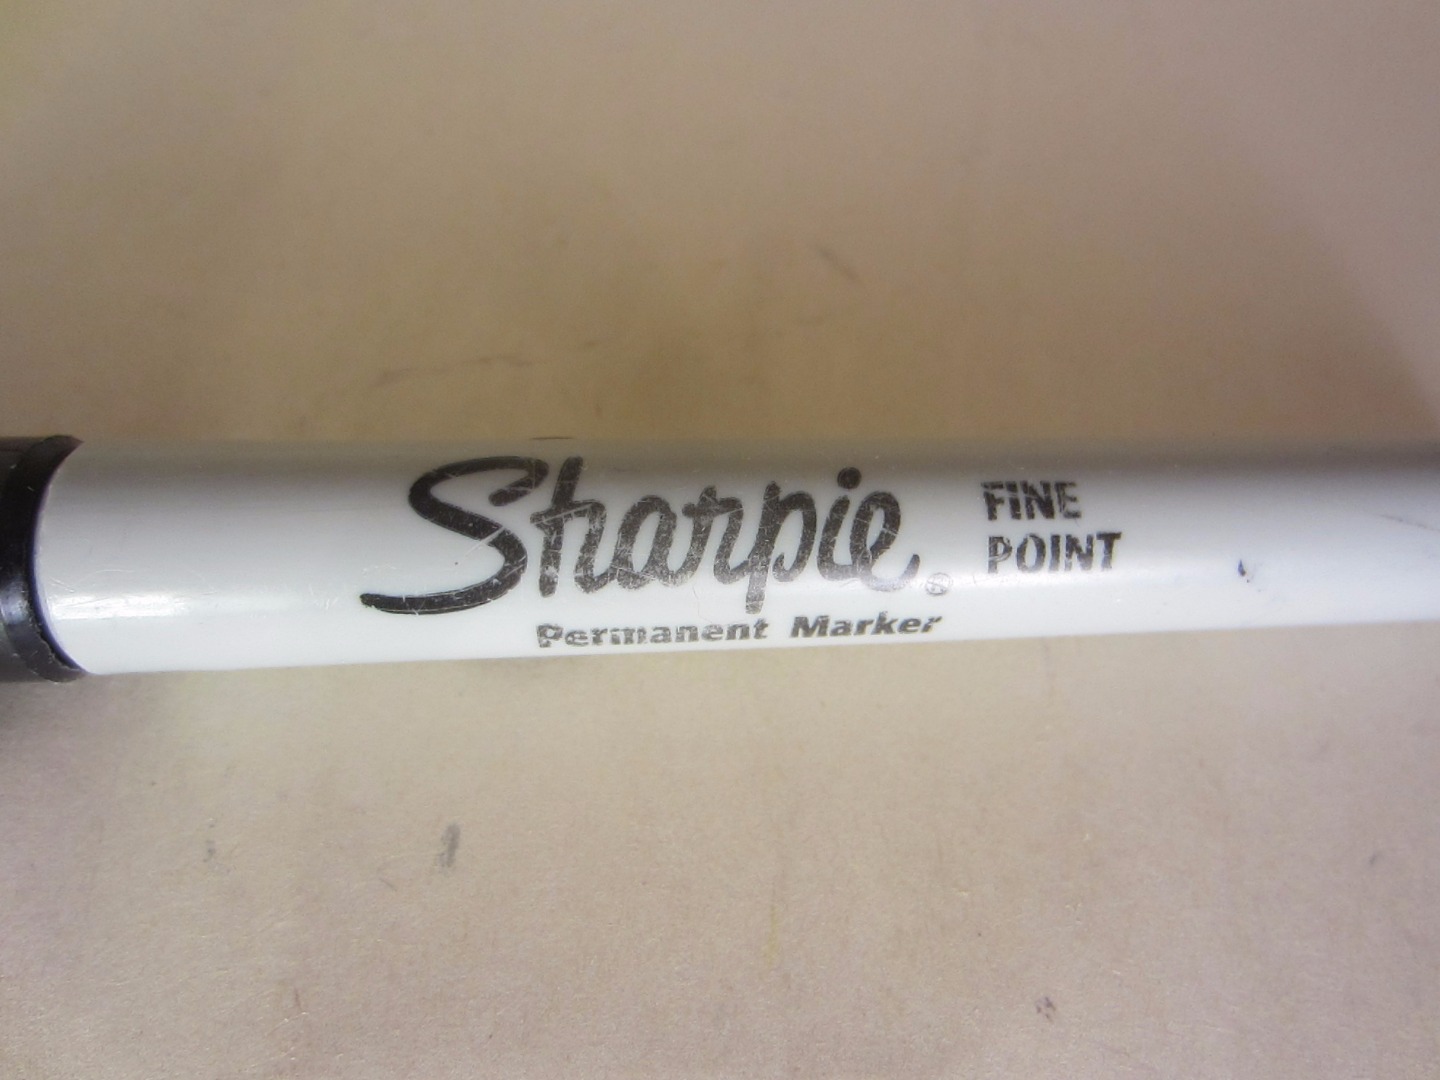 Sharpie®
FINE
POINT
Permanent Marker